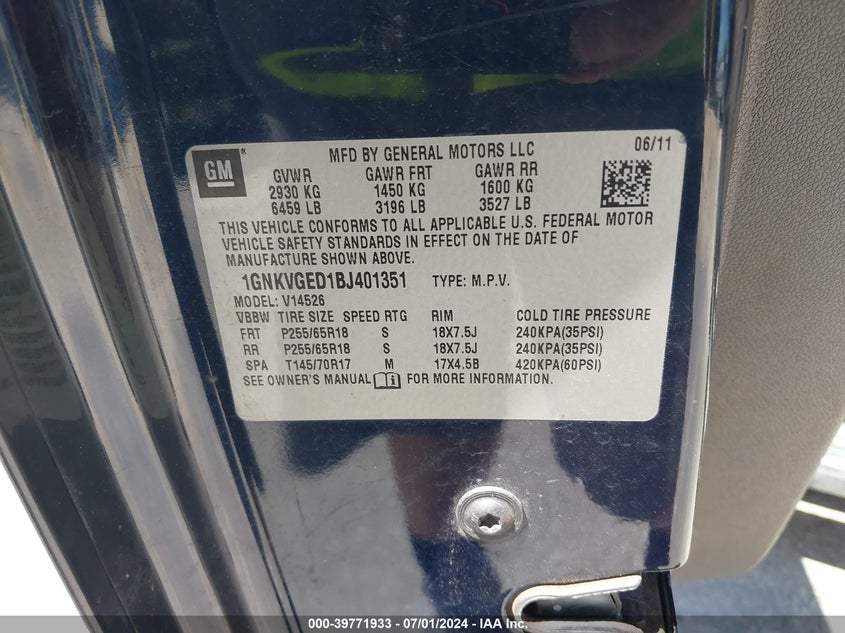 GM
MFD BY GENERAL MOTORS LLC 06/11
GVWR GAWR FRT GAWR RR
2930 KG 1450 KG 1600 KG
6459 LB 3196 LB 3527 LB
THIS VEHICLE CONFORMS TO ALL APPLICABLE U.S. FEDERAL MOTOR
VEHICLE SAFETY STANDARDS IN EFFECT ON THE DATE OF
MANUFACTURE SHOWN ABOVE.
1GNKVGED1BJ401351 TYPE: M.P.V.
MODEL: V14526
VBBW TIRE SIZE SPEED RTG RIM COLD TIRE PRESSURE
FRT P255/65R18 S 18X7.5J 240KPA(35PSI)
RR P255/65R18 S 18X7.5J 240KPA(35PSI)
SPA T145/70R17 M 17X4.5B 420KPA(60PSI)
SEE OWNER'S MANUAL FOR MORE INFORMATION.
000-39771933 - 07/01/2024 - IAA Inc.